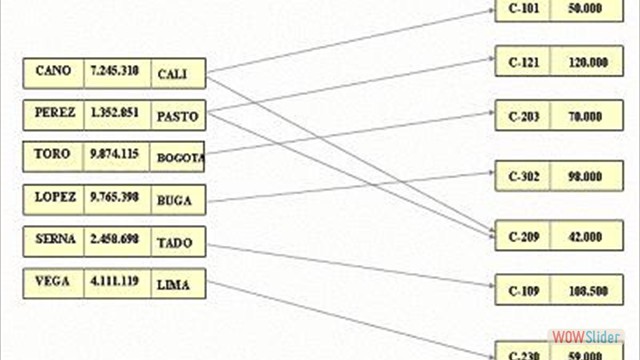 CANO 7.245.310 CALI
PEREZ 1.352.851 PASTO
TORO 9.874.115 BOGOTA
LOPEZ 9.765.398 BUGA
SERNA 2.458.698 TADO
VEGA 4.111.119 LIMA
C-101 50.000
C-121 120.000
C-203 70.000
C-302 98.000
C-209 42.000
C-109 108.500
C-230 59.000
WOWSlider